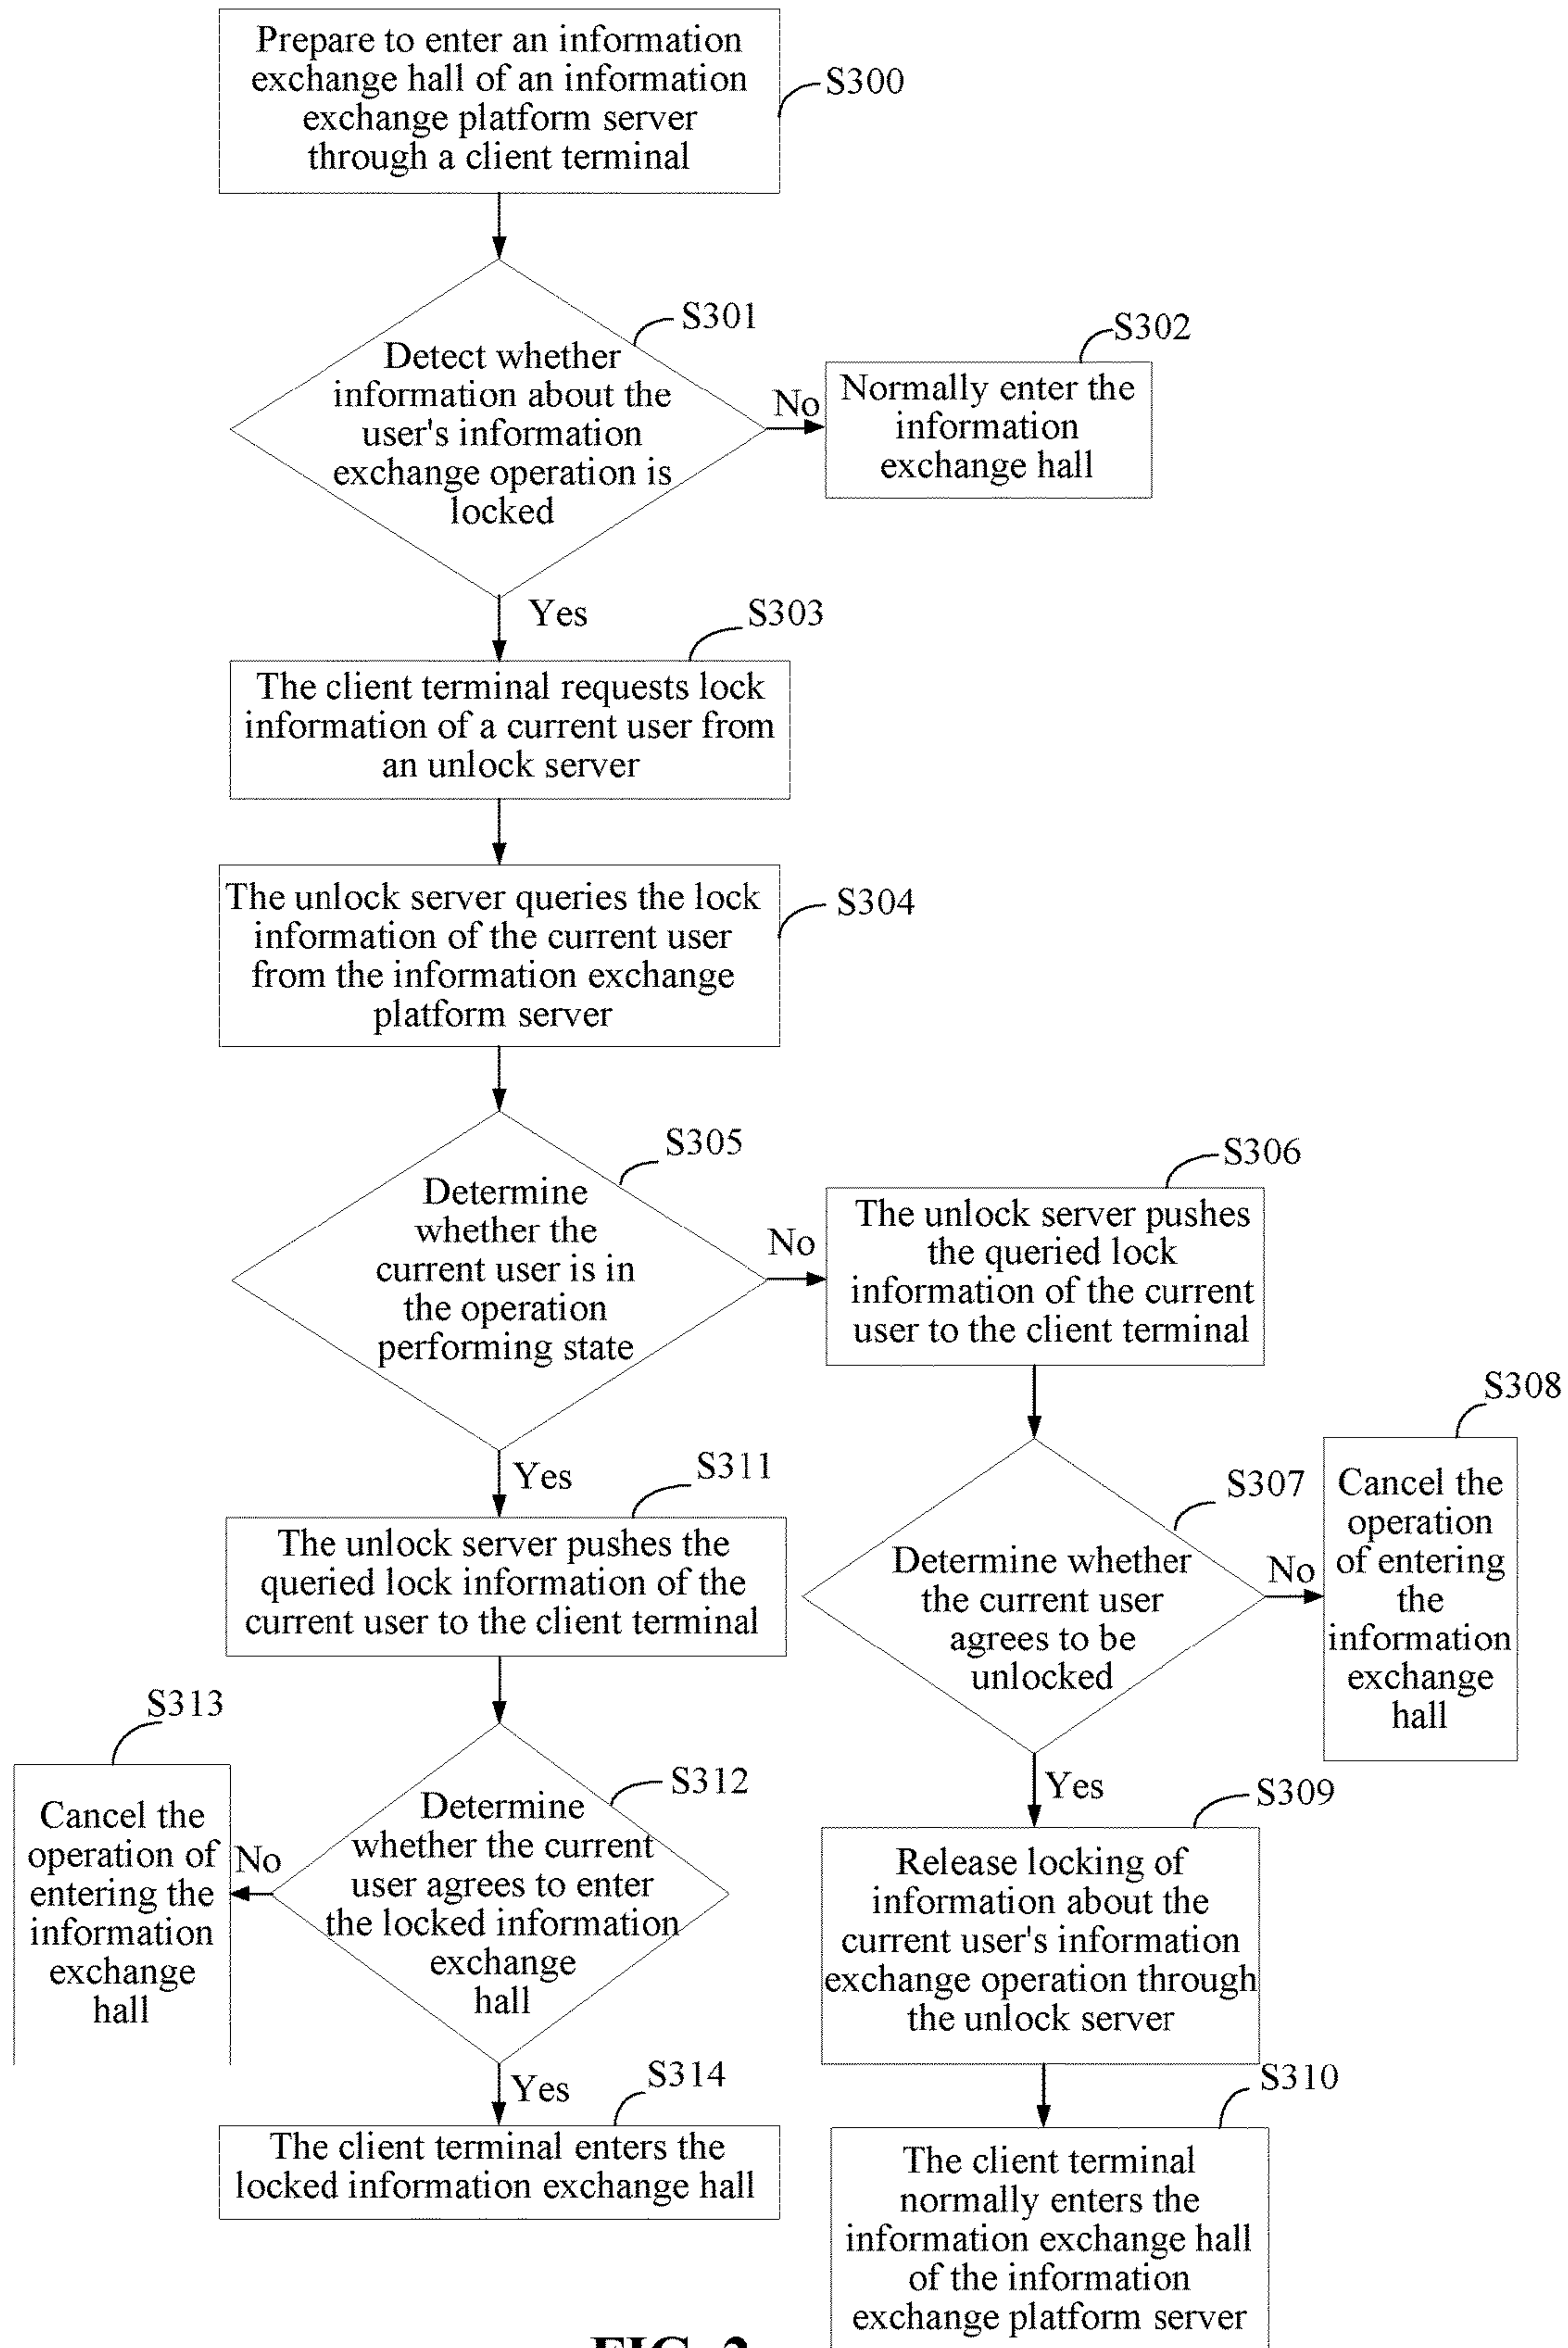 Prepare to enter an information
exchange hall of an information
exchange platform server
through a client terminal
S300
S301
Detect whether
information about the
user's information
exchange operation is
locked
No
S302
Normally enter the
information
exchange hall
Yes
S303
The client terminal requests lock
information of a current user from
an unlock server
The unlock server queries the lock
information of the current user
from the information exchange
platform server
S304
S305
Determine
whether the
current user is in
the operation
performing state
No
S306
The unlock server pushes
the queried lock
information of the current
user to the client terminal
S307
Determine whether
the current user
agrees to be
unlocked
No
S308
Cancel the
operation
of entering
the
information
exchange
hall
Yes
S309
Release locking of
information about the
current user's information
exchange operation through
the unlock server
S310
The client terminal
normally enters the
information exchange hall
of the information
exchange platform server
Yes
S311
The unlock server pushes the
queried lock information of the
current user to the client terminal
S312
Determine
whether the current
user agrees to enter
the locked information
exchange
hall
No
S313
Cancel the
operation of
entering the
information
exchange
hall
Yes
S314
The client terminal enters the
locked information exchange hall